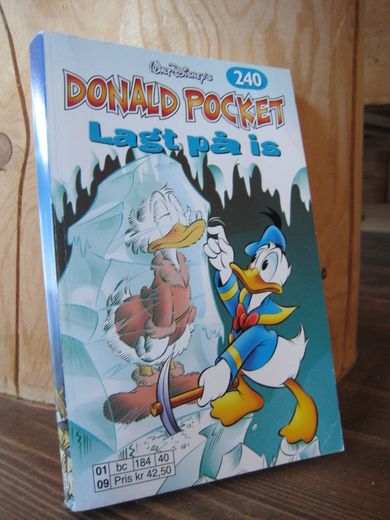 Walt Disney's
240
DONALD POCKET
Lagt på is
01 bc 184 40
09 Pris kr 42,50